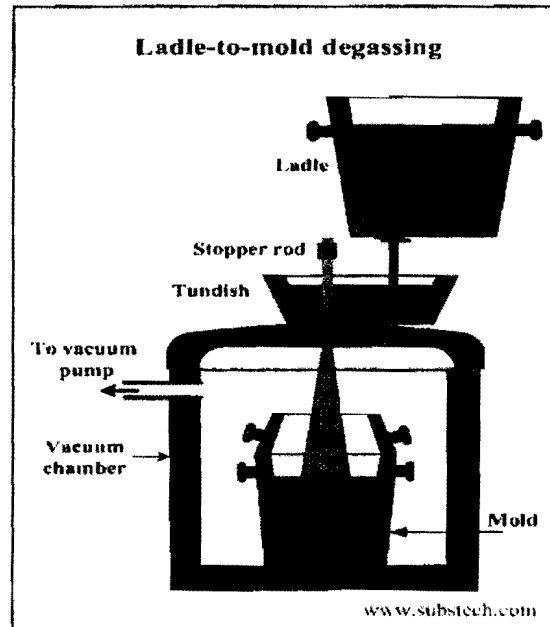 Ladle-to-mold degassing
Ladle
Stopper rod
Tundish
To vacuum
pump
Vacuum
chamber
Mold
www.substech.com